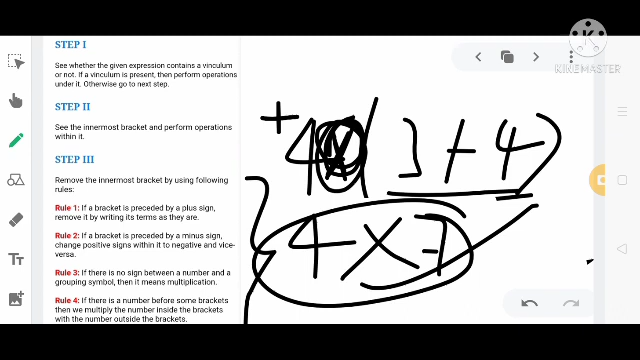 STEP I
See whether the given expression contains a vinculum
or not. If a vinculum is present, then perform operations
under it. Otherwise go to next step.
STEP II
See the innermost bracket and perform operations
within it.
STEP III
Remove the innermost bracket by using following
rules:
Rule 1: If a bracket is preceded by a plus sign,
remove it by writing its terms as they are.
Rule 2: If a bracket is preceded by a minus sign,
change positive signs within it to negative and vice-
versa.
Rule 3: If there is no sign between a number and a
grouping symbol, then it means multiplication.
Rule 4: If there is a number before some brackets
then we multiply the number inside the brackets
with the number outside the brackets.
+4 (3+4)
4×7
K
KINEMASTER
Tт